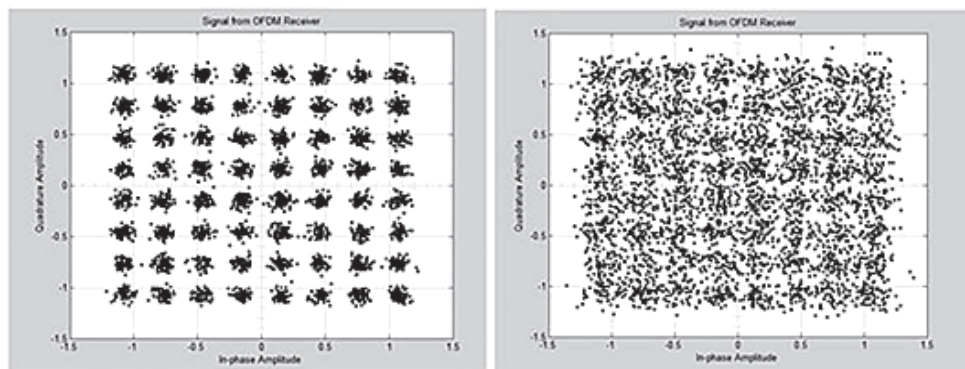 Signal from OFDM Receiver
Quadrature Amplitude
1.5
1
0.5
0
-0.5
-1
-1.5
-1.5 -1 -0.5 0 0.5 1 1.5
In-phase Amplitude
Signal from OFDM Receiver
Quadrature Amplitude
1.5
1
0.5
0
-0.5
-1
-1.5
-1.5 -1 -0.5 0 0.5 1 1.5
In-phase Amplitude